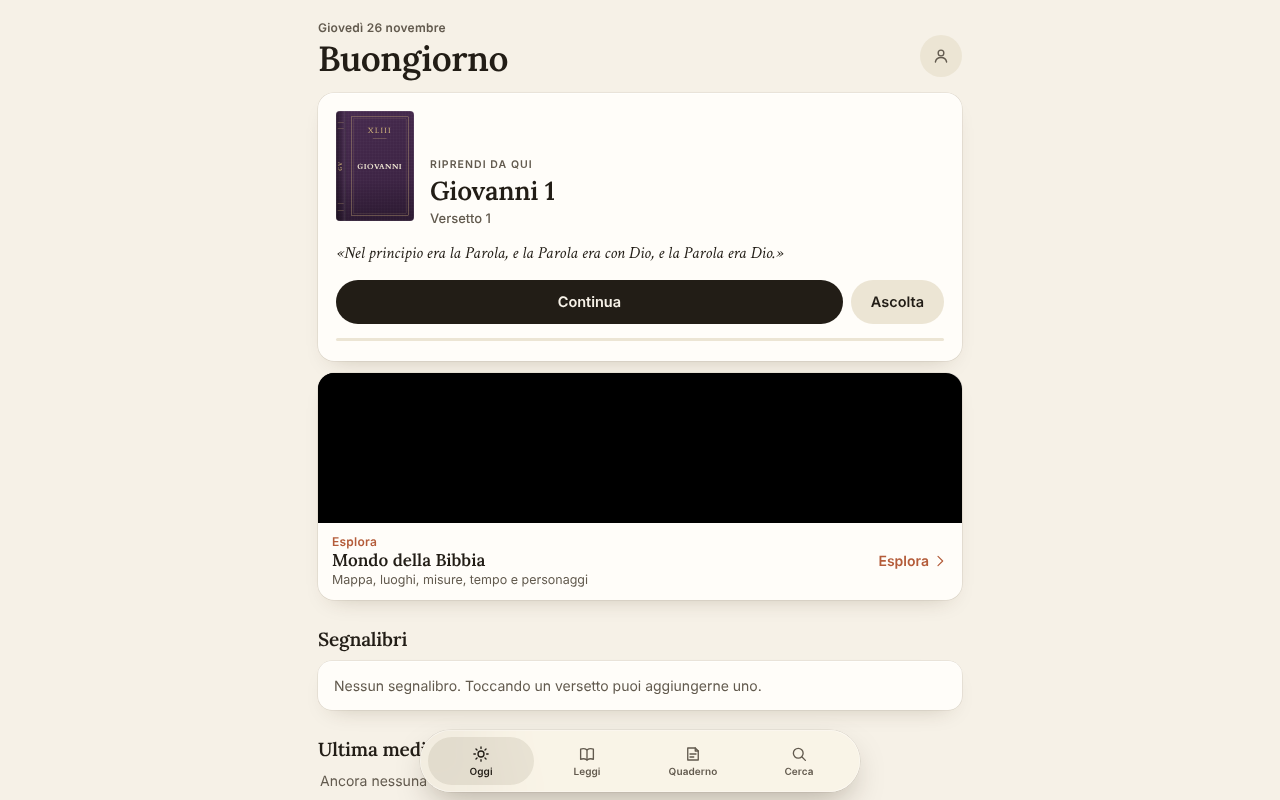 Giovedì 26 novembre
Buongiorno
XLIII
GIOVANNI
GV
RIPRENDI DA QUI
Giovanni 1
Versetto 1
«Nel principio era la Parola, e la Parola era con Dio, e la Parola era Dio.»
Continua
Ascolta
Esplora
Mondo della Bibbia
Mappa, luoghi, misure, tempo e personaggi
Esplora
Segnalibri
Nessun segnalibro. Toccando un versetto puoi aggiungerne uno.
Ultima
Ancora nessuna
Oggi
Leggi
Quaderno
Cerca